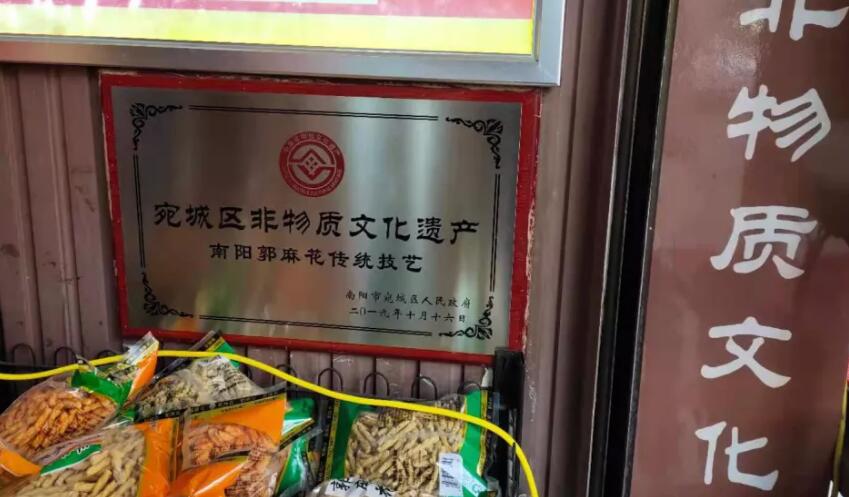 宛城区非物质文化遗产
南阳郭麻花传统技艺
南阳市宛城区人民政府
二〇一九年十月十六日
非物质文化